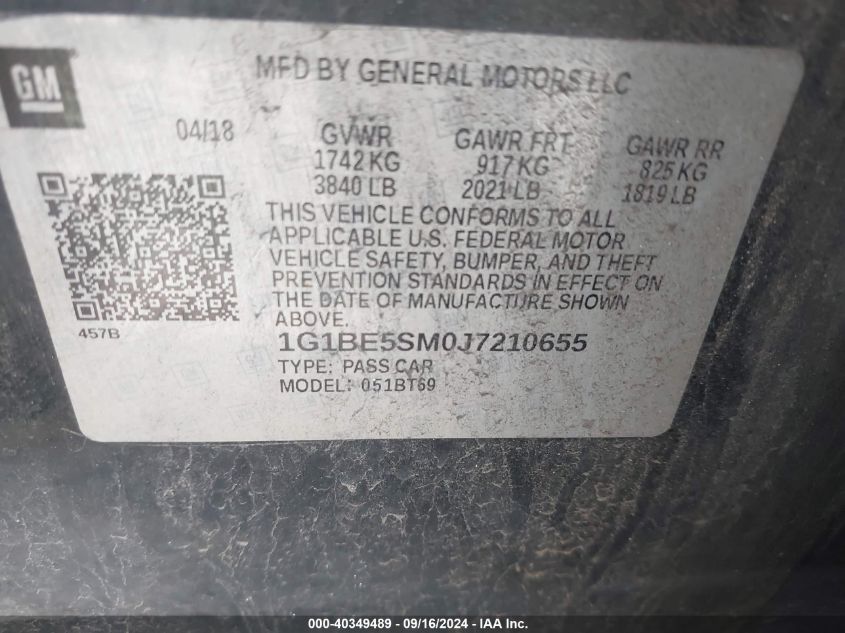 GM
MFD BY GENERAL MOTORS LLC
04/18 GVWR GAWR FRT GAWR RR
1742 KG 917 KG 825 KG
3840 LB 2021 LB 1819 LB
THIS VEHICLE CONFORMS TO ALL
APPLICABLE U.S. FEDERAL MOTOR
VEHICLE SAFETY, BUMPER, AND THEFT
PREVENTION STANDARDS IN EFFECT ON
THE DATE OF MANUFACTURE SHOWN
ABOVE.
457B
1G1BE5SM0J7210655
TYPE: PASS CAR
MODEL: 051BT69
000-40349489 - 09/16/2024 - IAA Inc.